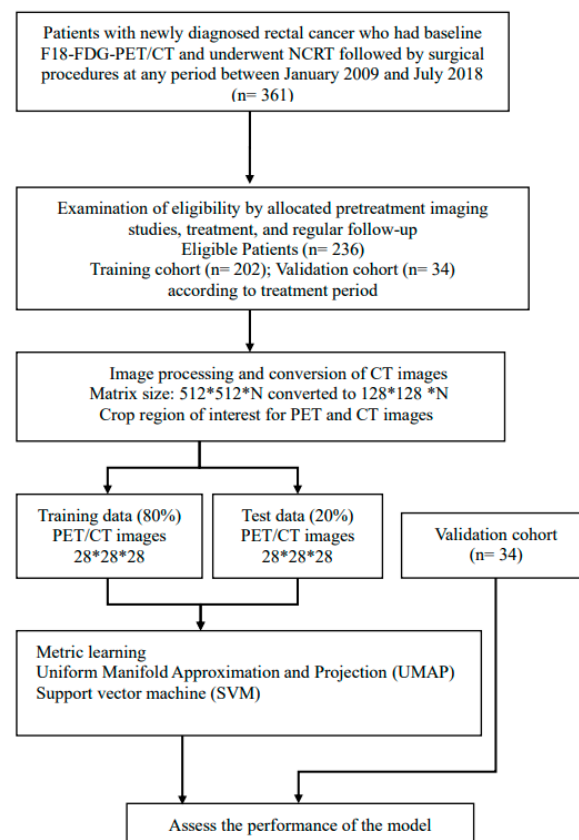 Patients with newly diagnosed rectal cancer who had baseline
F18-FDG-PET/CT and underwent NCRT followed by surgical
procedures at any period between January 2009 and July 2018
(n= 361)
Examination of eligibility by allocated pretreatment imaging
studies, treatment, and regular follow-up
Eligible Patients (n= 236)
Training cohort (n= 202); Validation cohort (n= 34)
according to treatment period
Image processing and conversion of CT images
Matrix size: 512*512*N converted to 128*128 *N
Crop region of interest for PET and CT images
Training data (80%)
PET/CT images
28*28*28
Test data (20%)
PET/CT images
28*28*28
Validation cohort
(n= 34)
Metric learning
Uniform Manifold Approximation and Projection (UMAP)
Support vector machine (SVM)
Assess the performance of the model